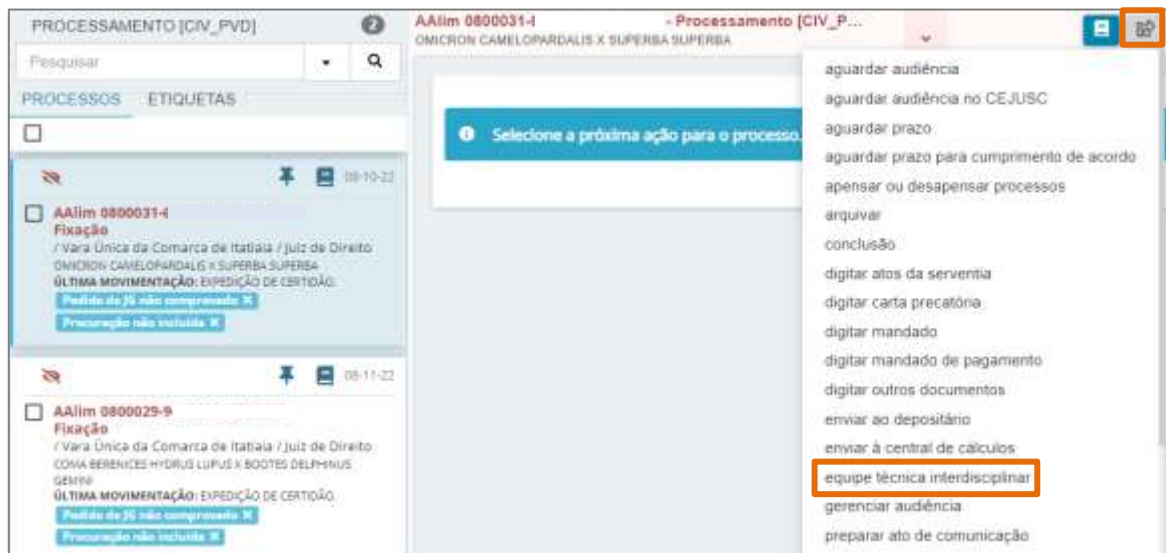 PROCESSAMENTO [CIV_PVD]
2
Pesquisar
PROCESSOS ETIQUETAS
08-10-22
AAlim 0800031-
Fixação
/ Vara Única da Comarca de Itatiaia / Juiz de Direito
OMICRON CAMELOPARDALIS X SUPERBA SUPERBA
ÚLTIMA MOVIMENTAÇÃO: EXPEDIÇÃO DE CERTIDÃO.
Pedido de JG não comprovado ×
Procuração não incluída ×
08-11-22
AAlim 0800029-9
Fixação
/ Vara Única da Comarca de Itatiaia / Juiz de Direito
COMA BERENICES HYDRUS LUPUS X BOOTES DELPHINUS
GEMINI
ÚLTIMA MOVIMENTAÇÃO: EXPEDIÇÃO DE CERTIDÃO.
Pedido de JG não comprovado ×
Procuração não incluída ×
AAlim 0800031- - Processamento [CIV_P...
OMICRON CAMELOPARDALIS X SUPERBA SUPERBA
Selecione a próxima ação para o processo.
aguardar audiência
aguardar audiência no CEJUSC
aguardar prazo
aguardar prazo para cumprimento de acordo
apensar ou desapensar processos
arquivar
conclusão
digitar atos da serventia
digitar carta precatória
digitar mandado
digitar mandado de pagamento
digitar outros documentos
enviar ao depositário
enviar à central de cálculos
equipe técnica interdisciplinar
gerenciar audiência
preparar ato de comunicação